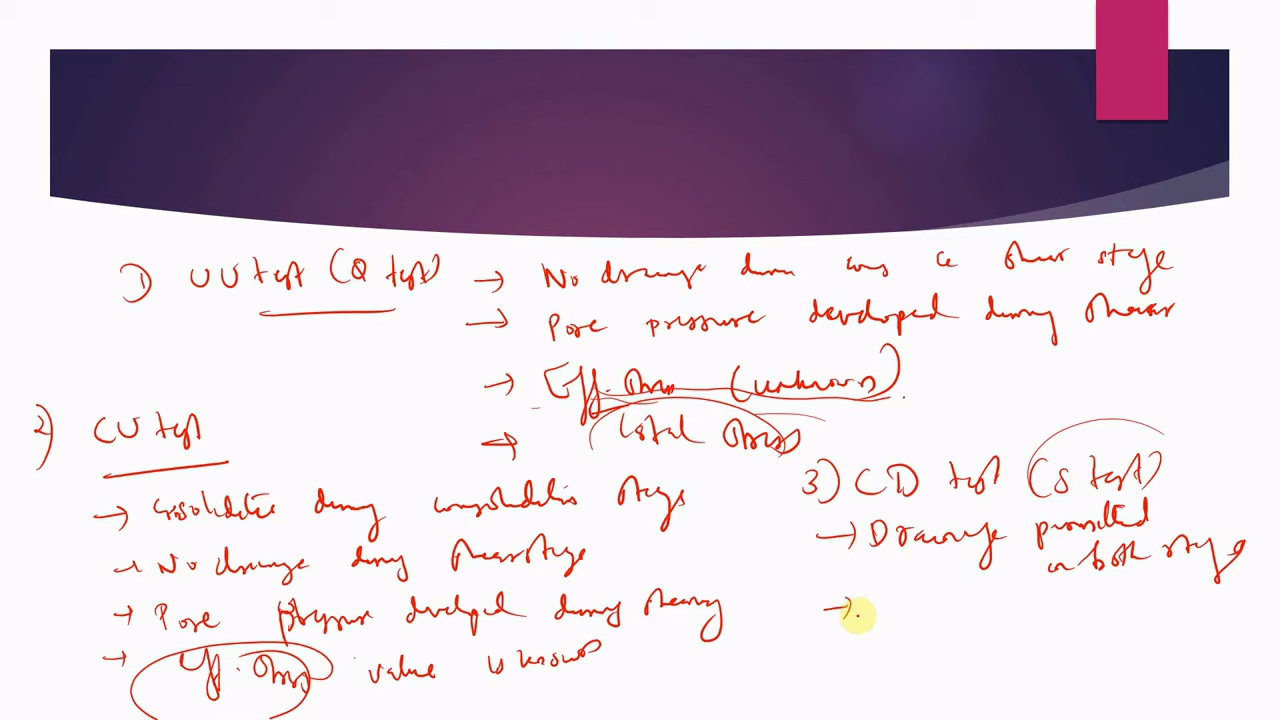 1) UU test (Q test) → No drainage during cons & shear stage
→ Pore pressure developed during shear
→ Eff. stress (unknown)
→ total stress
2) CU test
→ Consolidation during consolidation stage
→ No drainage during shear stage
→ Pore pressure developed during shearing
→ Eff. stress value is known
3) CD test (S test)
→ Drainage permitted
in both stage
→